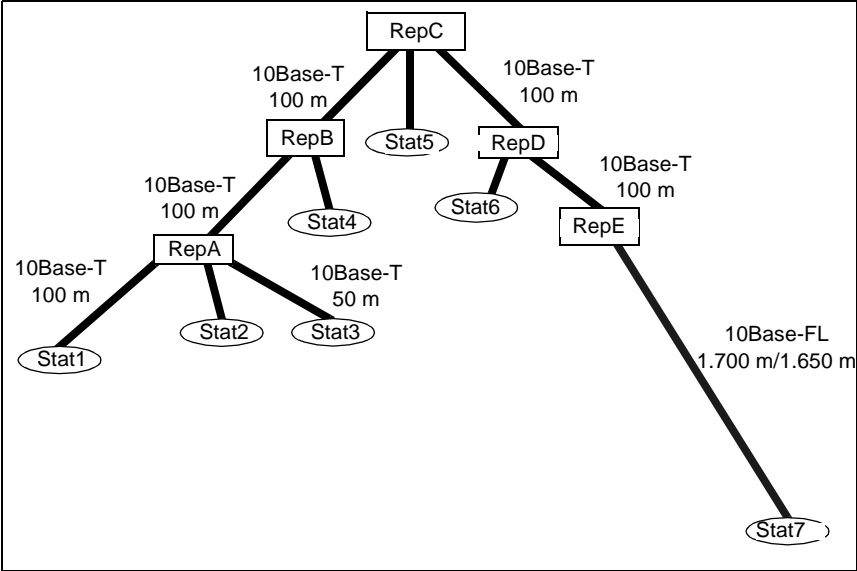 RepC
10Base-T
100 m
10Base-T
100 m
RepB
Stat5
RepD
10Base-T
100 m
10Base-T
100 m
Stat4
Stat6
RepE
RepA
10Base-T
100 m
10Base-T
50 m
Stat1
Stat2
Stat3
10Base-FL
1.700 m/1.650 m
Stat7